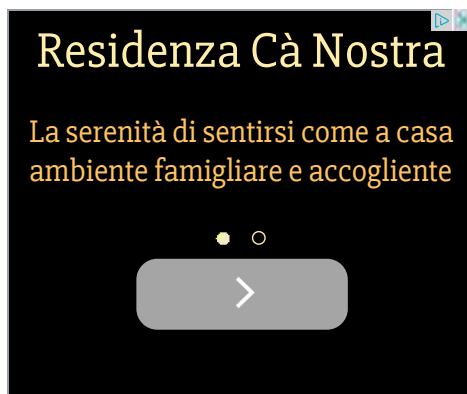 Residenza Cà Nostra
La serenità di sentirsi come a casa
ambiente famigliare e accogliente